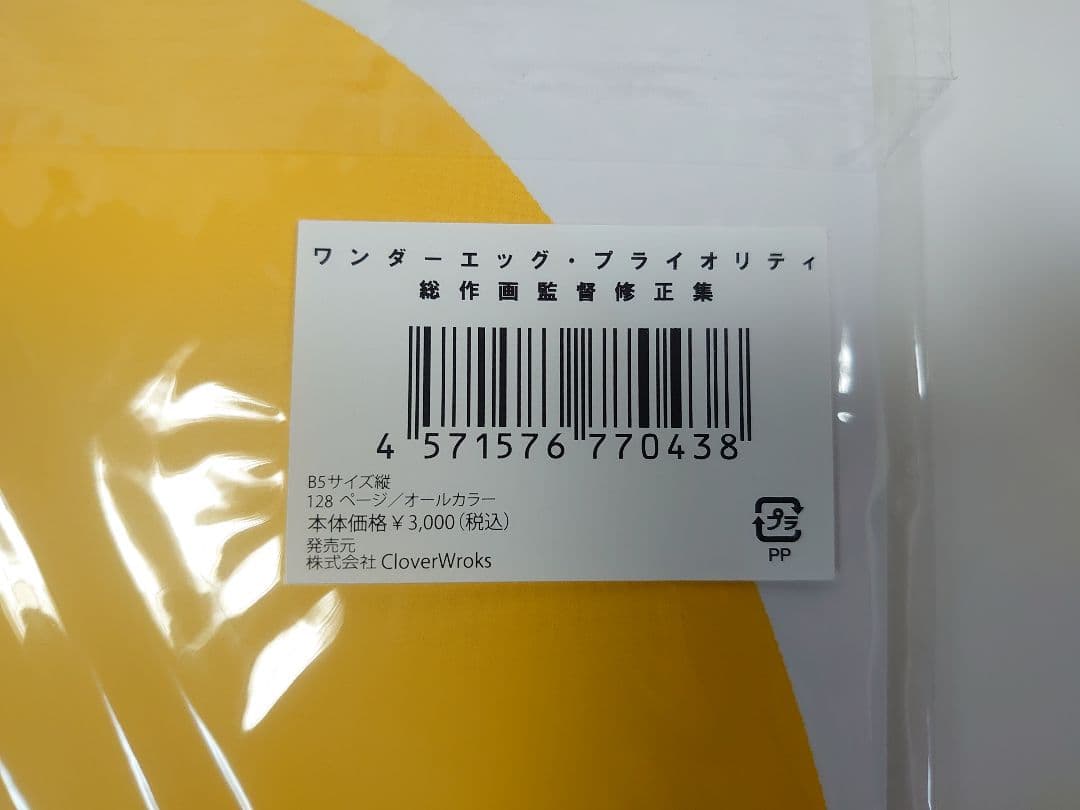 ワンダーエッグ・プライオリティ
総作画監督修正集
4 571576 770438
B5サイズ縦
128 ページ／オールカラー
本体価格￥3,000（税込）
発売元
株式会社 CloverWroks
プラ
PP